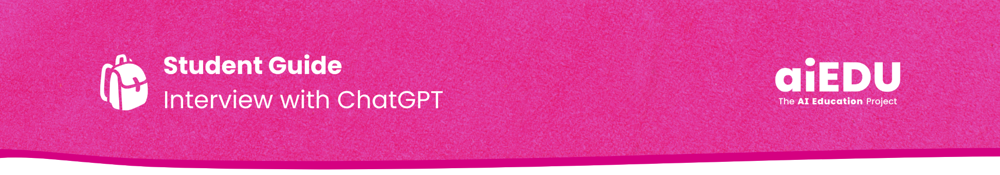 Student Guide
Interview with ChatGPT
aiEDU
The AI Education Project